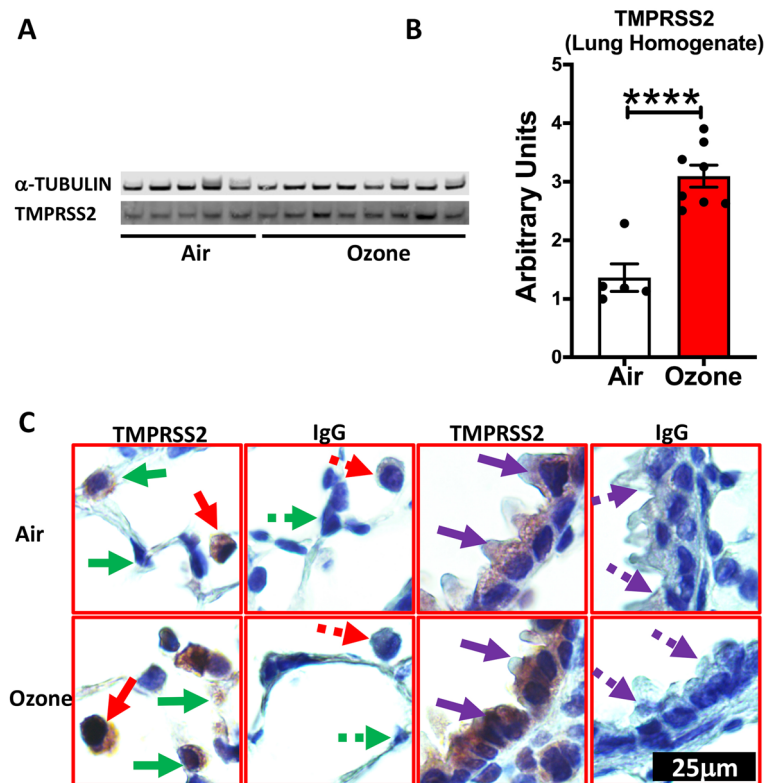 A
α-TUBULIN
TMPRSS2
Air
Ozone
B
TMPRSS2
(Lung Homogenate)
Arbitrary Units
5
4
3
2
1
0
****
Air
Ozone
C
TMPRSS2
IgG
TMPRSS2
IgG
Air
Ozone
25μm